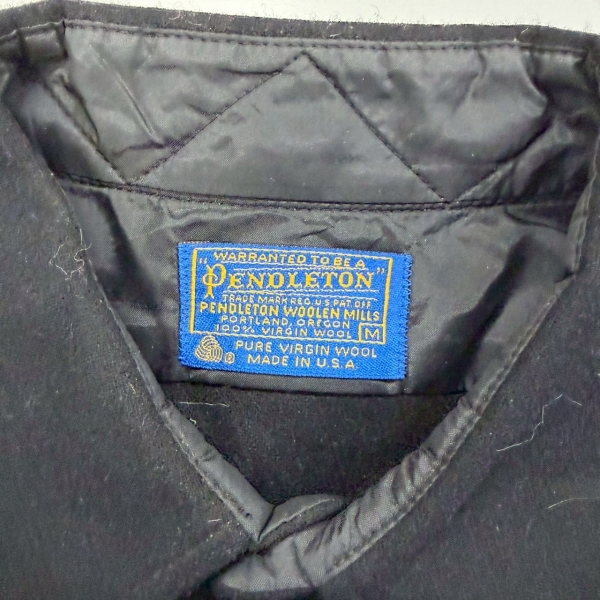 WARRANTED TO BE A
"PENDLETON"
TRADE MARK REG. U.S. PAT. OFF.
PENDLETON WOOLEN MILLS
PORTLAND, OREGON
100% VIRGIN WOOL M
® PURE VIRGIN WOOL
MADE IN U.S.A